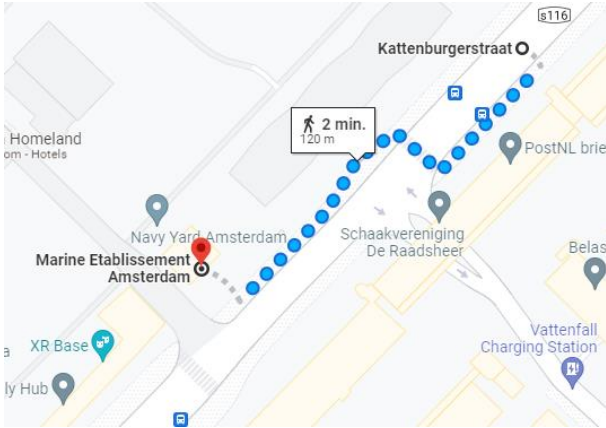 s116
Kattenburgerstraat
2 min.
120 m
Homeland
om - Hotels
PostNL brie
Navy Yard Amsterdam
Schaakvereniging
De Raadsheer
Marine Etablissement
Amsterdam
Belas
XR Base
Vattenfall
Charging Station
ly Hub